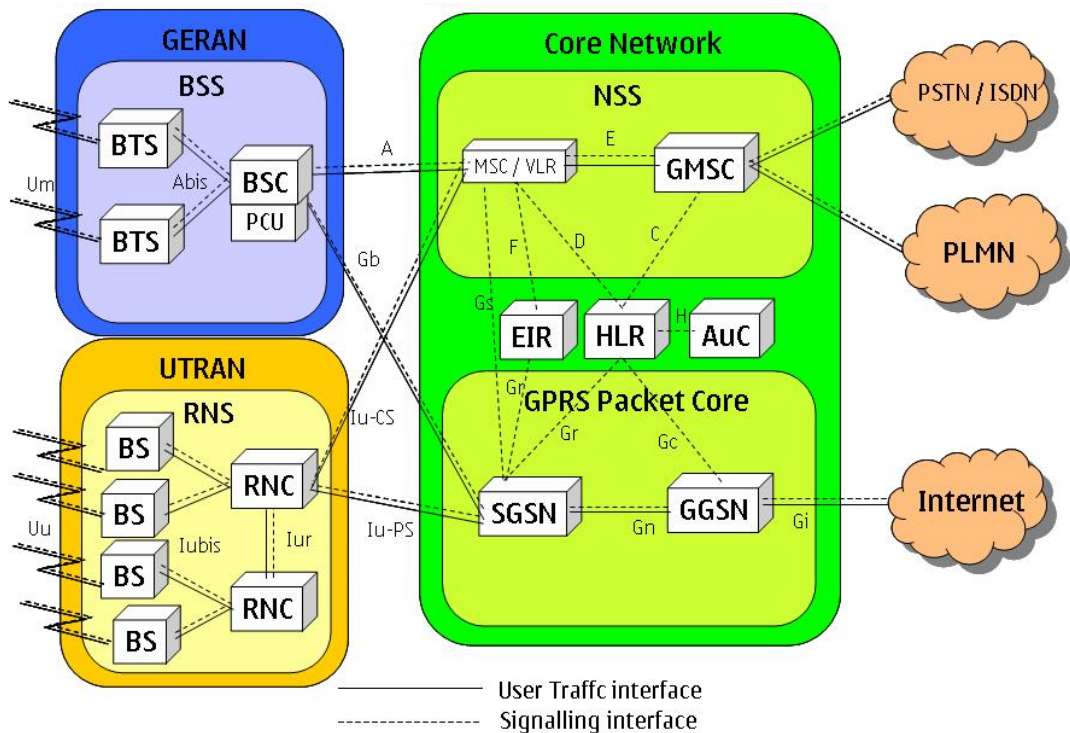 GERAN
BSS
BTS
BTS
Um
Abis
BSC
PCU
A
Gb
UTRAN
RNS
BS
BS
BS
BS
Uu
Iubis
RNC
Iur
RNC
Iu-CS
Iu-PS
Core Network
NSS
MSC / VLR
E
GMSC
F
D
C
Gs
EIR
HLR
H
AuC
GPRS Packet Core
Gr
Gr
Gc
SGSN
Gn
GGSN
Gi
PSTN / ISDN
PLMN
Internet
User Traffc interface
Signalling interface